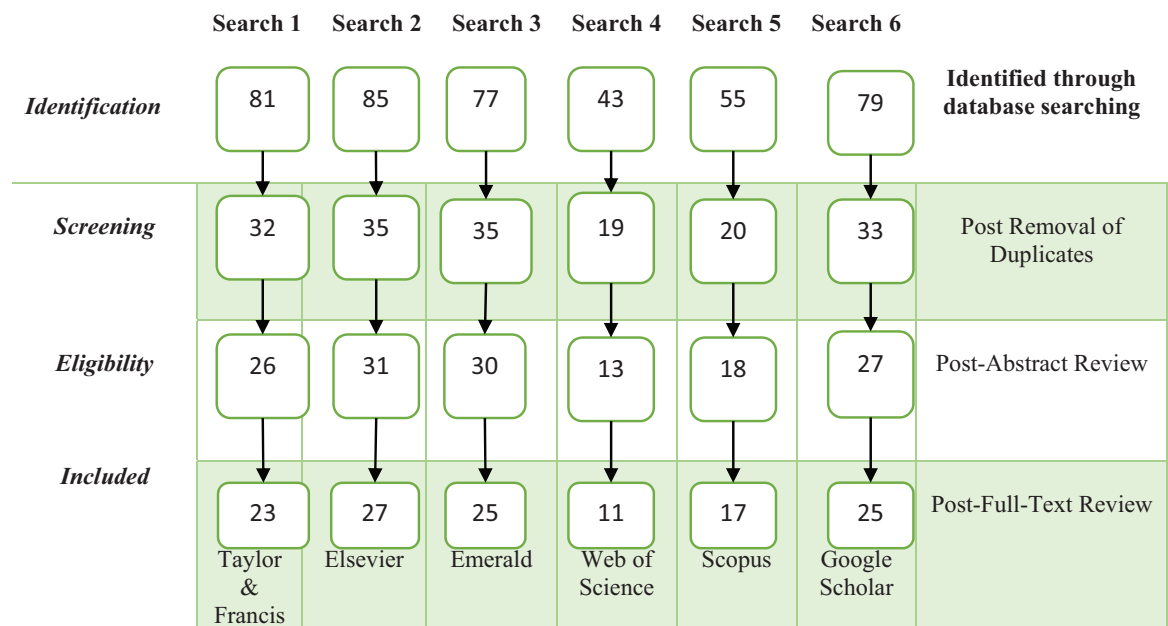 Search 1 Search 2 Search 3 Search 4 Search 5 Search 6
Identification 81 85 77 43 55 79 Identified through
database searching
Screening 32 35 35 19 20 33 Post Removal of
Duplicates
Eligibility 26 31 30 13 18 27 Post-Abstract Review
Included
23 27 25 11 17 25 Post-Full-Text Review
Taylor Elsevier Emerald Web of Scopus Google
& Science Scholar
Francis